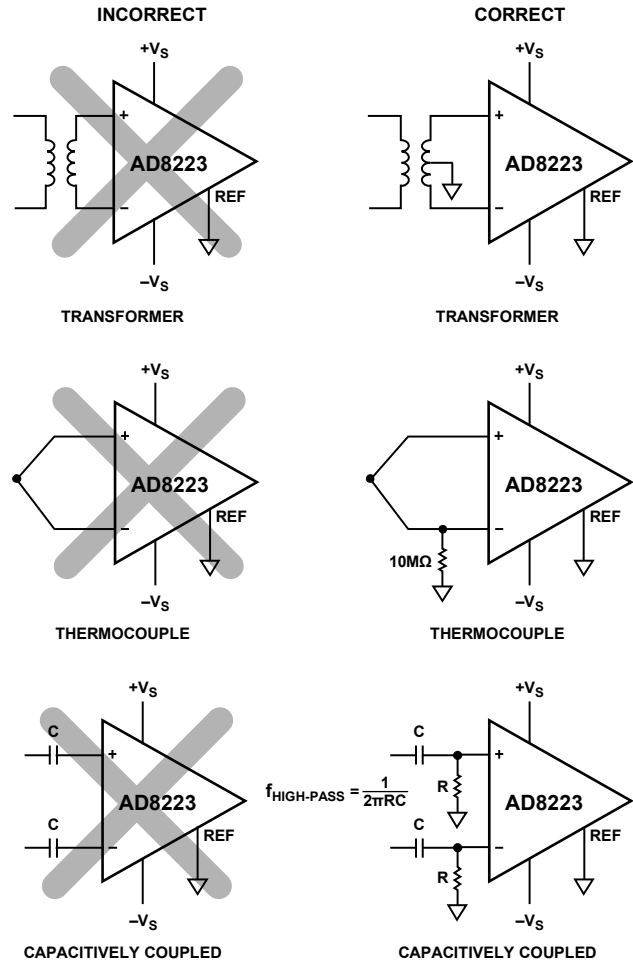 INCORRECT
CORRECT
+VS
+
AD8223
−
REF
−VS
TRANSFORMER
+VS
+
AD8223
−
REF
−VS
TRANSFORMER
+VS
+
AD8223
−
REF
−VS
THERMOCOUPLE
+VS
+
AD8223
−
REF
10MΩ
−VS
THERMOCOUPLE
+VS
C
+
AD8223
C
−
REF
−VS
CAPACITIVELY COUPLED
fHIGH-PASS = 1/2πRC
+VS
C
+
R
AD8223
C
−
REF
R
−VS
CAPACITIVELY COUPLED